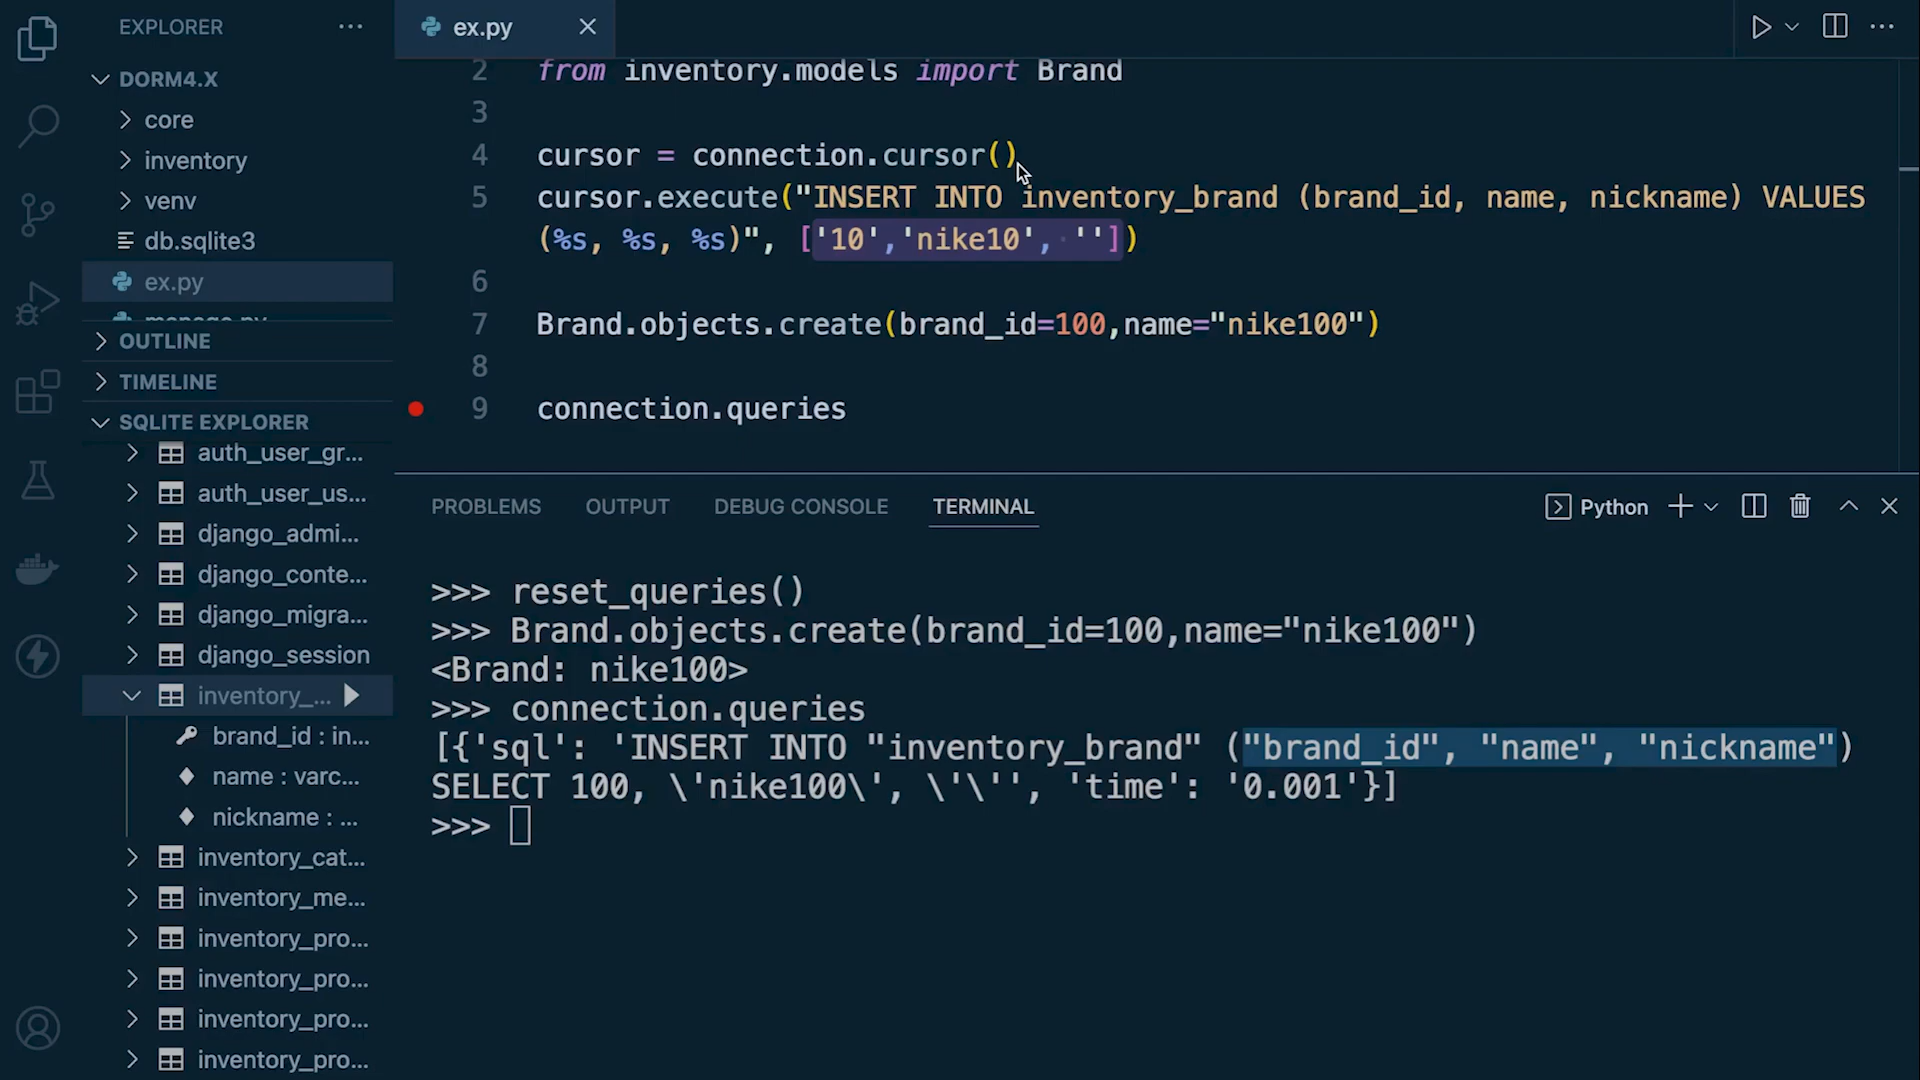 EXPLORER
DORM4.X
core
inventory
venv
db.sqlite3
ex.py
OUTLINE
TIMELINE
SQLITE EXPLORER
auth_user_gr...
auth_user_us...
django_admi...
django_conte...
django_migra...
django_session
inventory_...
brand_id : in...
name : varc...
nickname : ...
inventory_cat...
inventory_me...
inventory_pro...
inventory_pro...
inventory_pro...
inventory_pro...
ex.py
2 from inventory.models import Brand
3
4 cursor = connection.cursor()
5 cursor.execute("INSERT INTO inventory_brand (brand_id, name, nickname) VALUES
(%s, %s, %s)", ['10','nike10', ''])
6
7 Brand.objects.create(brand_id=100,name="nike100")
8
9 connection.queries
PROBLEMS OUTPUT DEBUG CONSOLE TERMINAL Python
>>> reset_queries()
>>> Brand.objects.create(brand_id=100,name="nike100")
<Brand: nike100>
>>> connection.queries
[{'sql': 'INSERT INTO "inventory_brand" ("brand_id", "name", "nickname")
SELECT 100, \'nike100\', \'\'', 'time': '0.001'}]
>>>